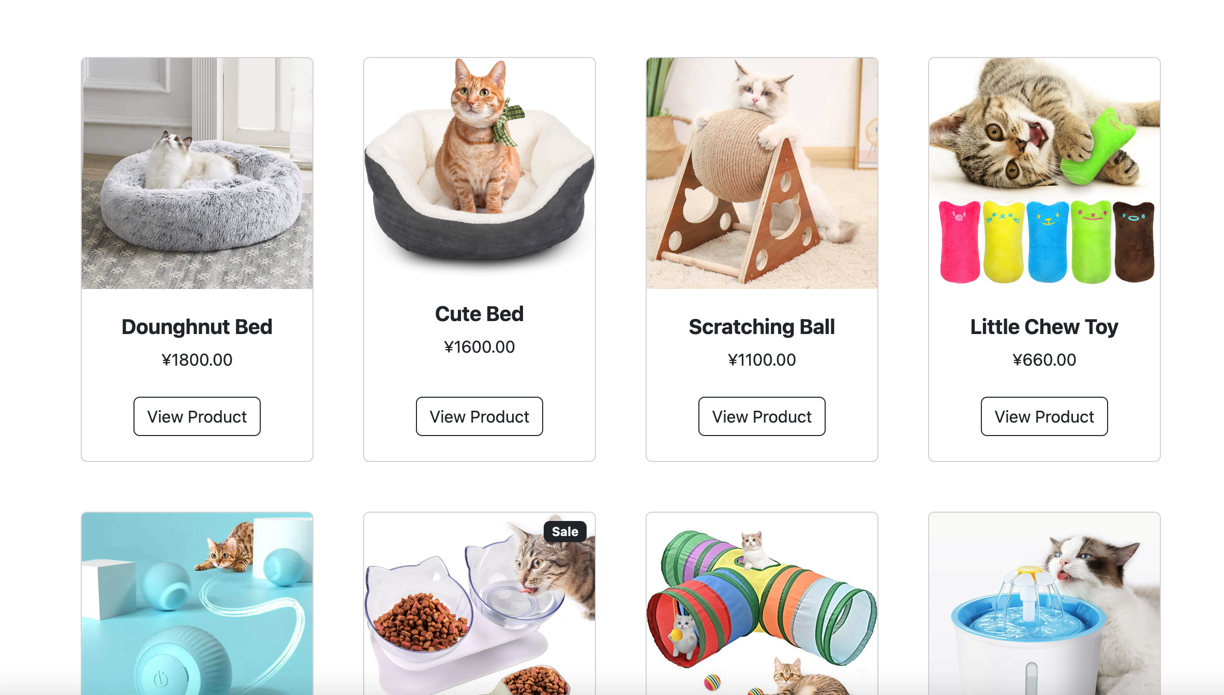 Dounghnut Bed
¥1800.00
View Product
Cute Bed
¥1600.00
View Product
Scratching Ball
¥1100.00
View Product
Little Chew Toy
¥660.00
View Product
Sale